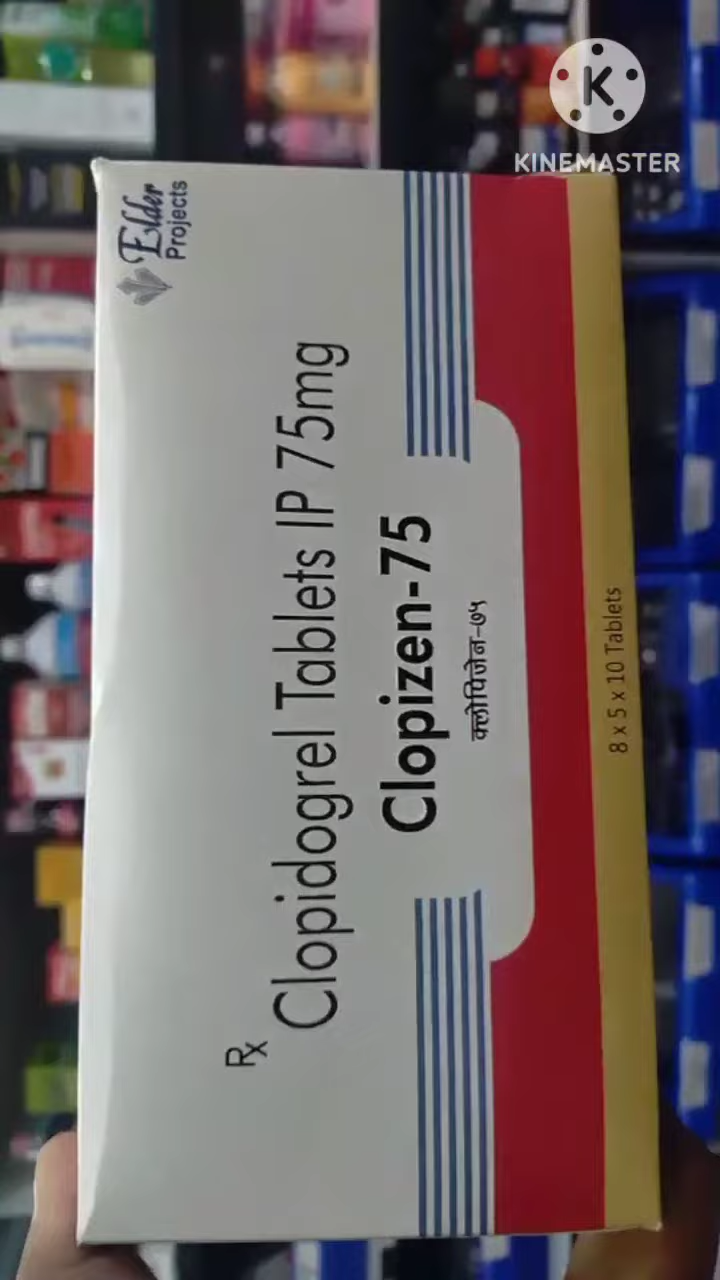 KINEMASTER
Elder
Projects
Rx
Clopidogrel Tablets IP 75mg
Clopizen-75
क्लोपिजेन-७५
8 x 5 x 10 Tablets